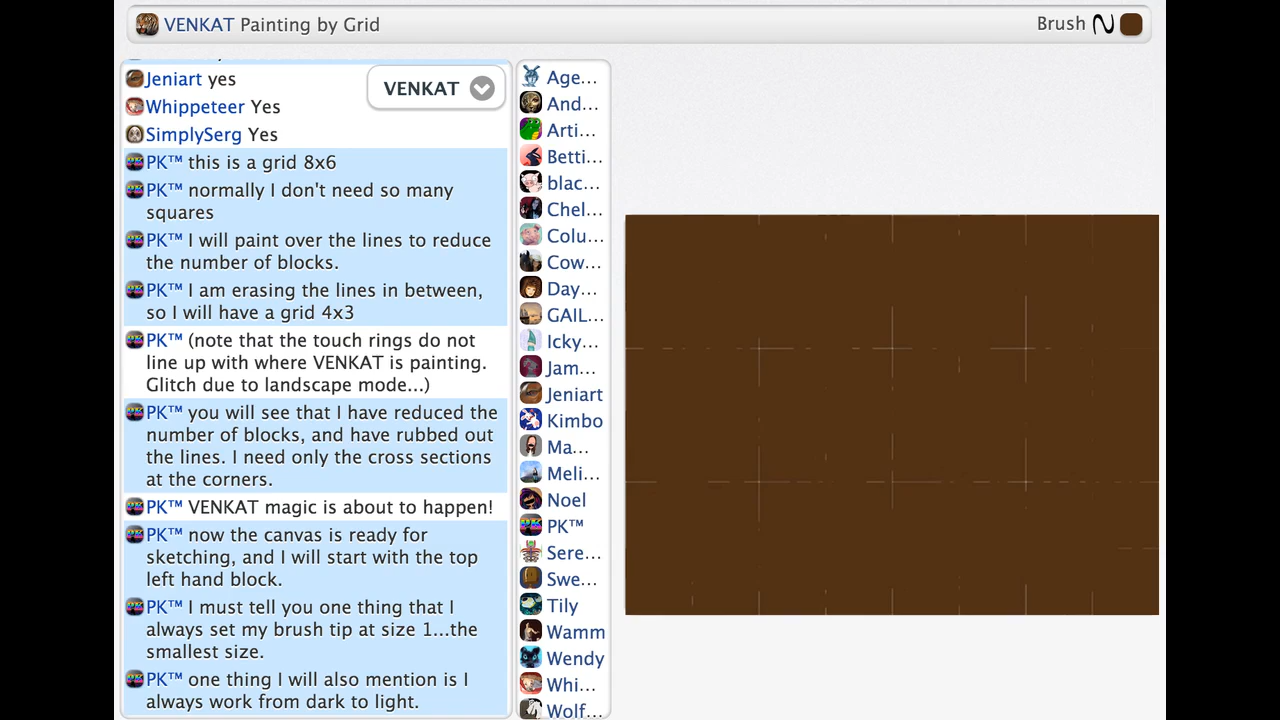 VENKAT Painting by Grid
Brush
Jeniart yes
VENKAT
Whippeteer Yes
SimplySerg Yes
PK™ this is a grid 8x6
PK™ normally I don't need so many
squares
PK™ I will paint over the lines to reduce
the number of blocks.
PK™ I am erasing the lines in between,
so I will have a grid 4x3
PK™ (note that the touch rings do not
line up with where VENKAT is painting.
Glitch due to landscape mode...)
PK™ you will see that I have reduced the
number of blocks, and have rubbed out
the lines. I need only the cross sections
at the corners.
PK™ VENKAT magic is about to happen!
PK™ now the canvas is ready for
sketching, and I will start with the top
left hand block.
PK™ I must tell you one thing that I
always set my brush tip at size 1...the
smallest size.
PK™ one thing I will also mention is I
always work from dark to light.
Age...
And...
Arti...
Betti...
blac...
Chel...
Colu...
Cow...
Day...
GAIL...
Icky...
Jam...
Jeniart
Kimbo
Ma...
Meli...
Noel
PK™
Sere...
Swe...
Tily
Wamm
Wendy
Whi...
Wolf...